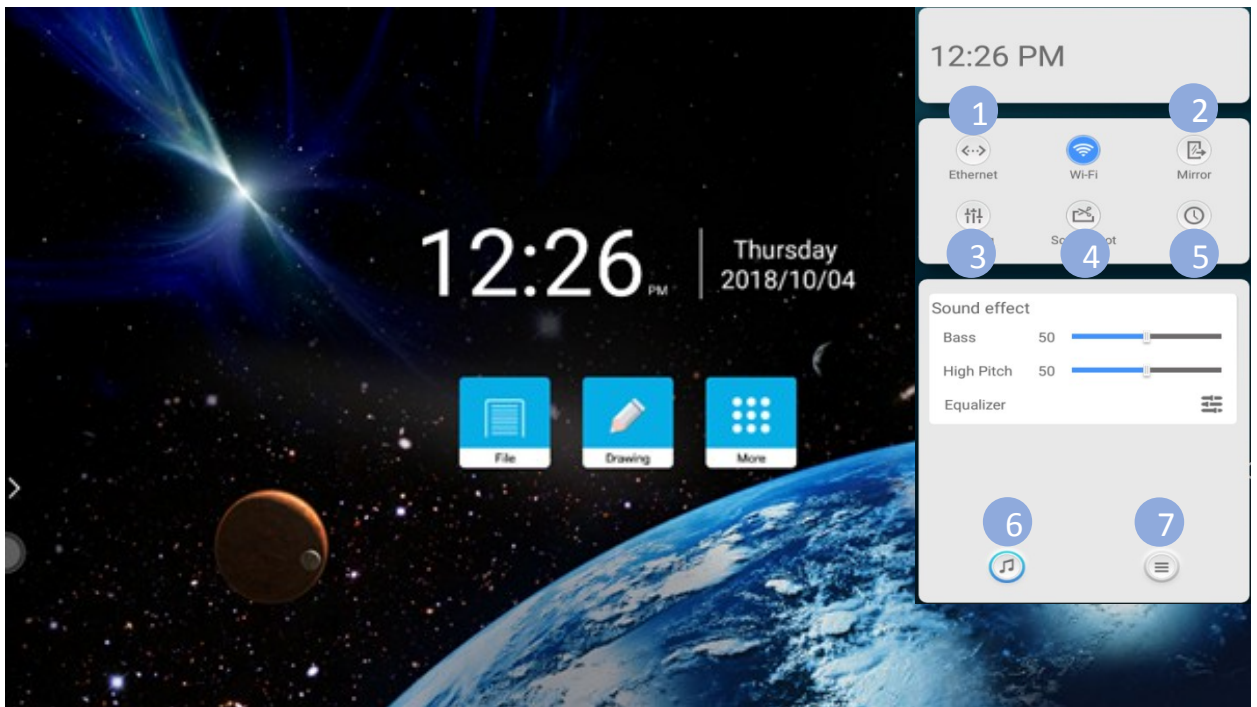 12:26 PM
1
2
Ethernet
Wi-Fi
Mirror
3
4
5
12:26 PM
Thursday
2018/10/04
Sound effect
Bass 50
High Pitch 50
Equalizer
File
Drawing
More
6
7